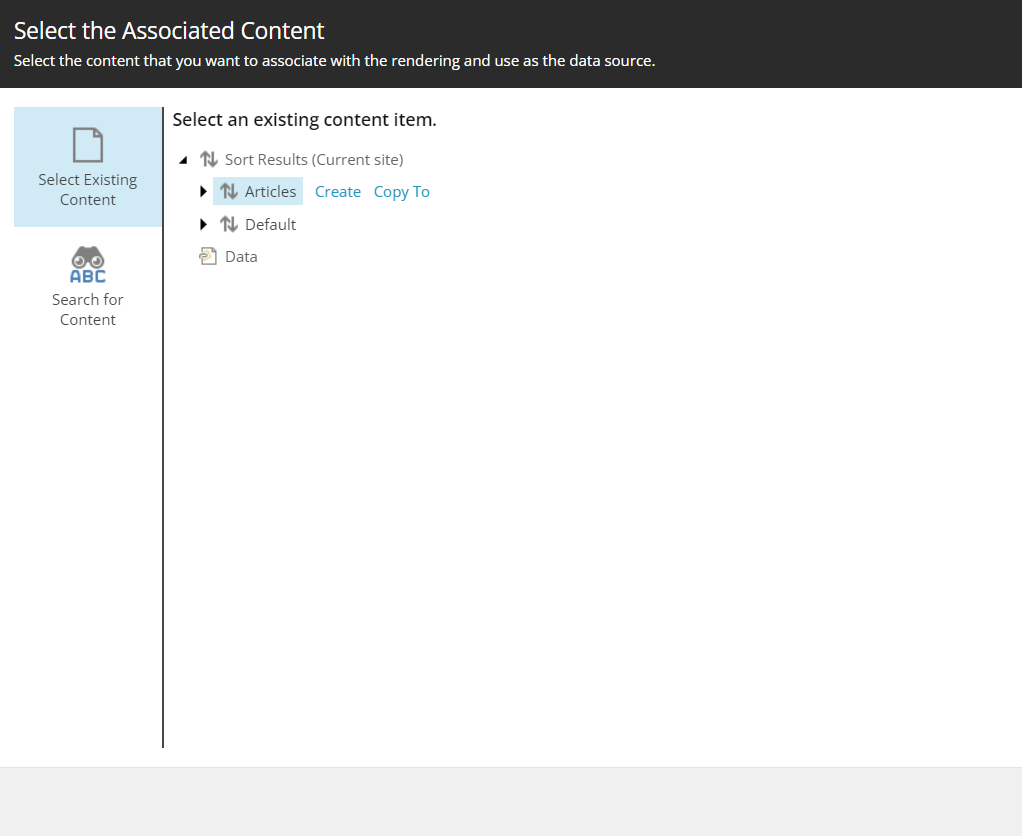 Select the Associated Content
Select the content that you want to associate with the rendering and use as the data source.
Select Existing
Content
ABC
Search for
Content
Select an existing content item.
Sort Results (Current site)
Articles Create Copy To
Default
Data